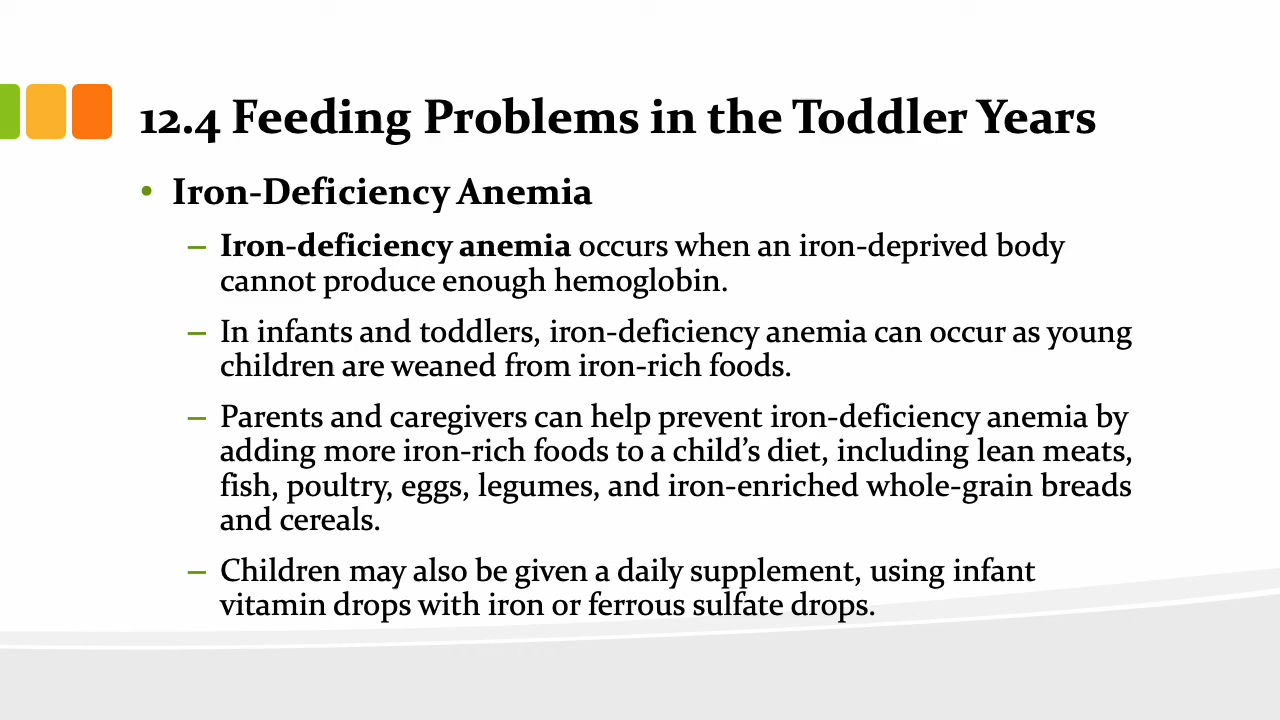 12.4 Feeding Problems in the Toddler Years
• Iron-Deficiency Anemia
– Iron-deficiency anemia occurs when an iron-deprived body
cannot produce enough hemoglobin.
– In infants and toddlers, iron-deficiency anemia can occur as young
children are weaned from iron-rich foods.
– Parents and caregivers can help prevent iron-deficiency anemia by
adding more iron-rich foods to a child’s diet, including lean meats,
fish, poultry, eggs, legumes, and iron-enriched whole-grain breads
and cereals.
– Children may also be given a daily supplement, using infant
vitamin drops with iron or ferrous sulfate drops.